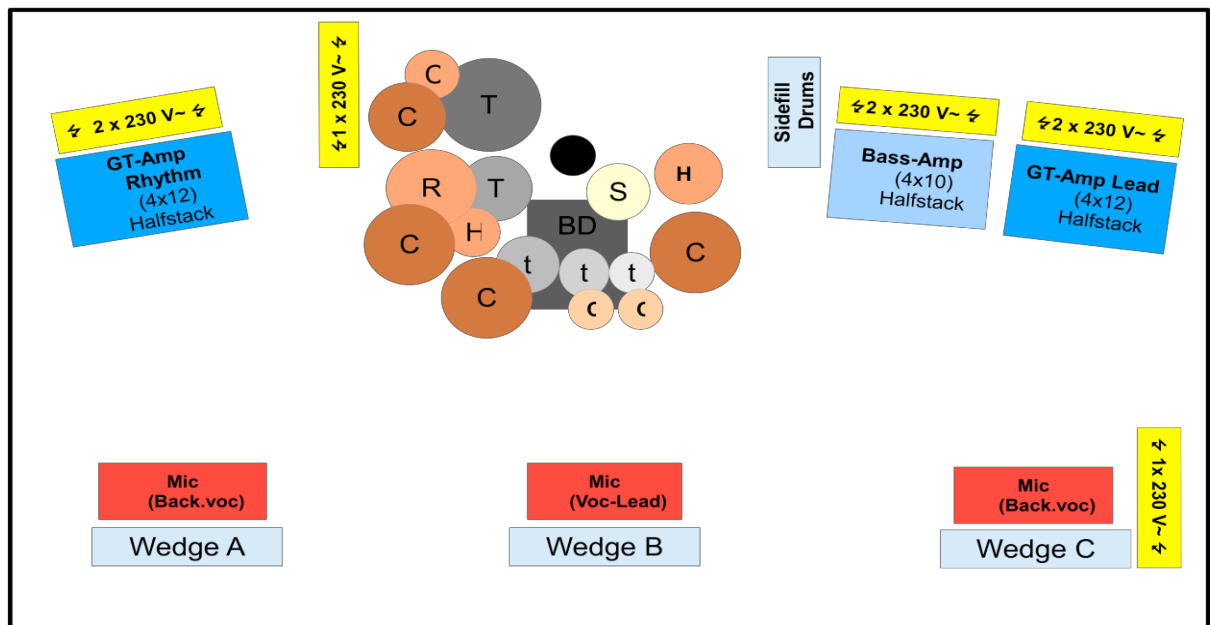 ↯ 2 x 230 V~ ↯
GT-Amp
Rhythm
(4x12)
Halfstack
↯1 x 230 V~ ↯
C
T
C
R
T
H
C
C
BD
S
H
t
t
t
C
C
C
Sidefill
Drums
↯2 x 230 V~ ↯
Bass-Amp
(4x10)
Halfstack
↯2 x 230 V~ ↯
GT-Amp Lead
(4x12)
Halfstack
Mic
(Back.voc)
Wedge A
Mic
(Voc-Lead)
Wedge B
Mic
(Back.voc)
Wedge C
↯ 1x 230 V~ ↯